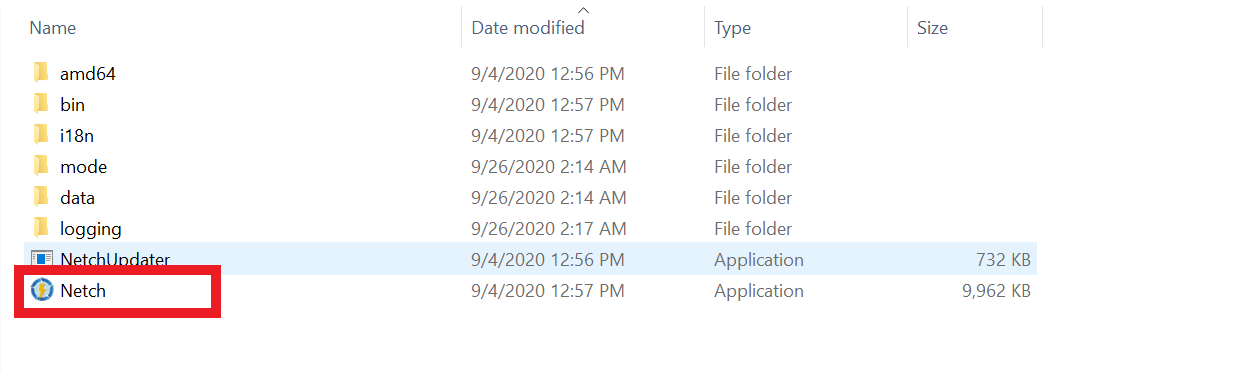 Name Date modified Type Size
amd64 9/4/2020 12:56 PM File folder
bin 9/4/2020 12:57 PM File folder
i18n 9/4/2020 12:57 PM File folder
mode 9/26/2020 2:14 AM File folder
data 9/26/2020 2:14 AM File folder
logging 9/26/2020 2:17 AM File folder
NetchUpdater 9/4/2020 12:56 PM Application 732 KB
Netch 9/4/2020 12:57 PM Application 9,962 KB